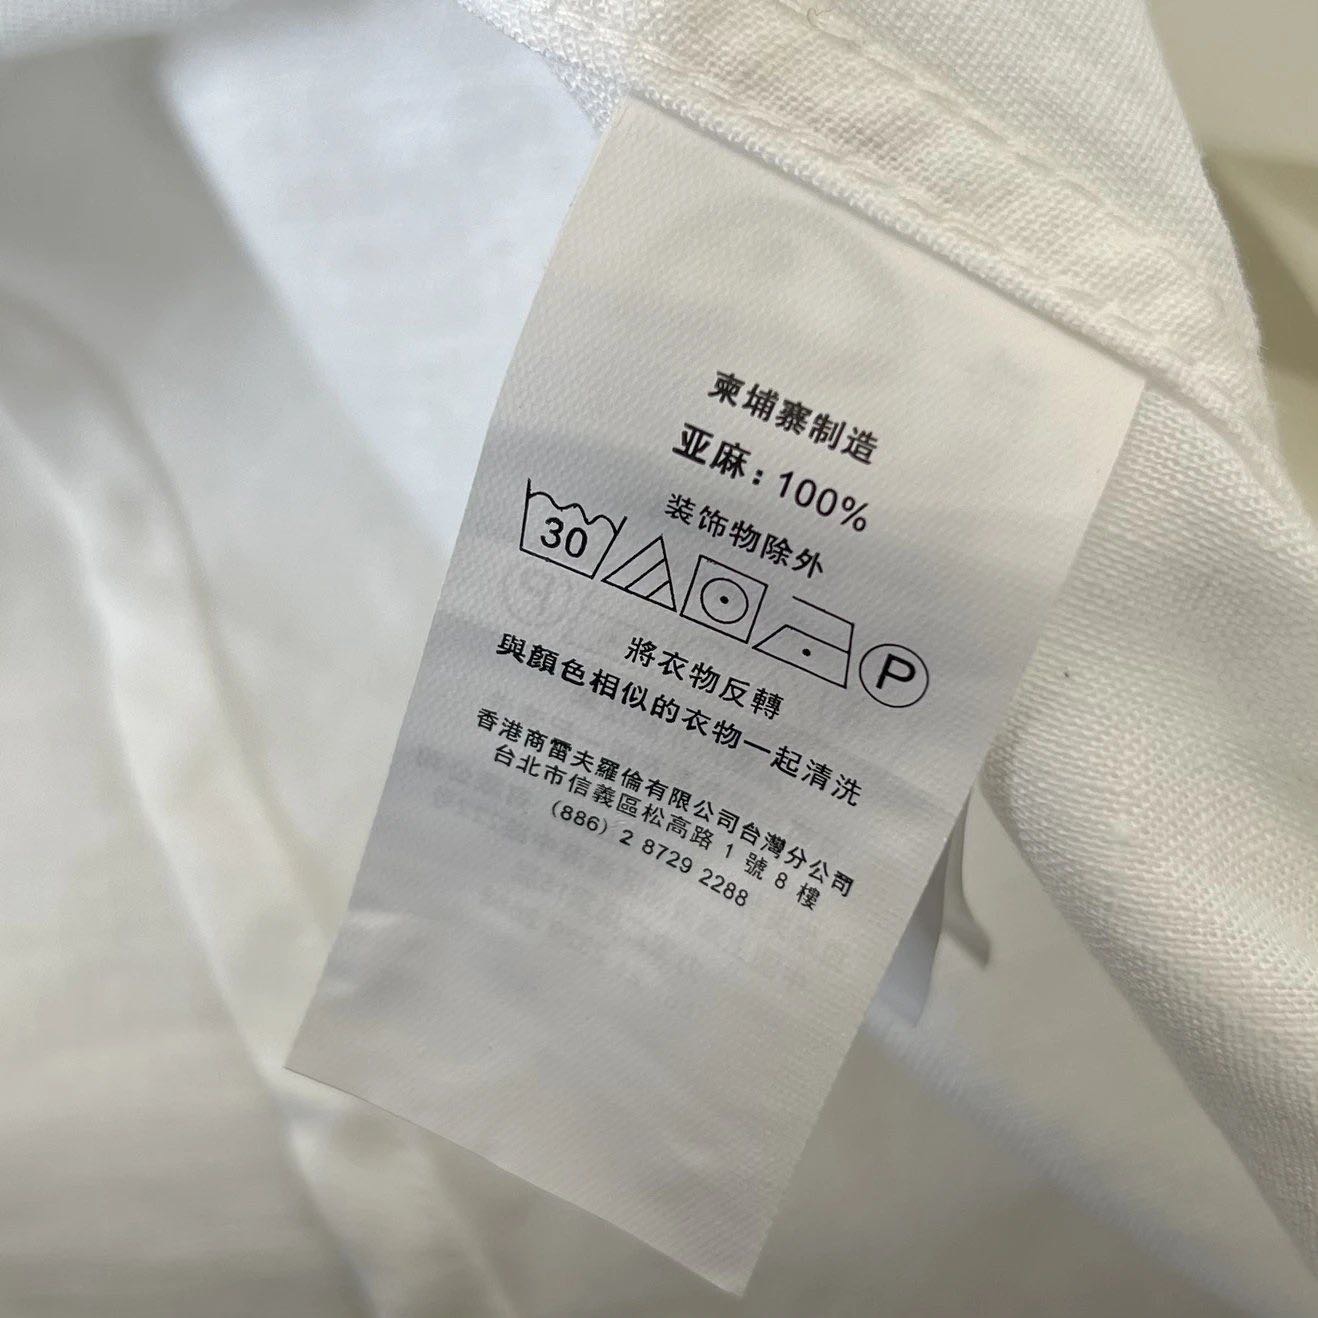 柬埔寨制造
亚麻: 100%
装饰物除外
30
P
將衣物反轉
與顏色相似的衣物一起清洗
香港商雷夫羅倫有限公司台灣分公司
台北市信義區松高路 1 號 8 樓
(886) 2 8729 2288